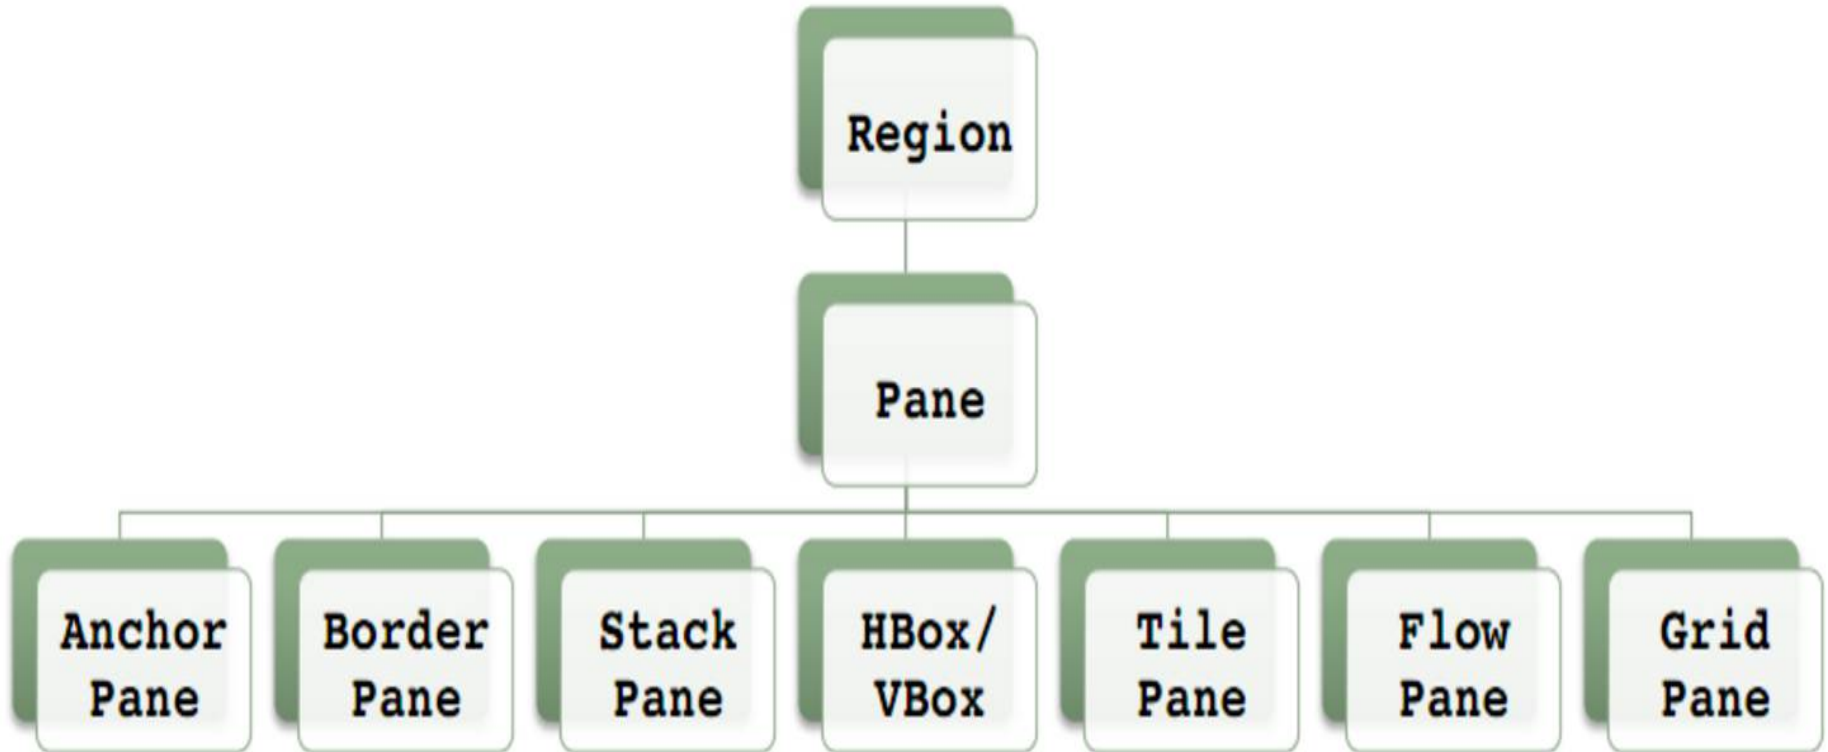 Region
Pane
Anchor
Pane
Border
Pane
Stack
Pane
HBox/
VBox
Tile
Pane
Flow
Pane
Grid
Pane